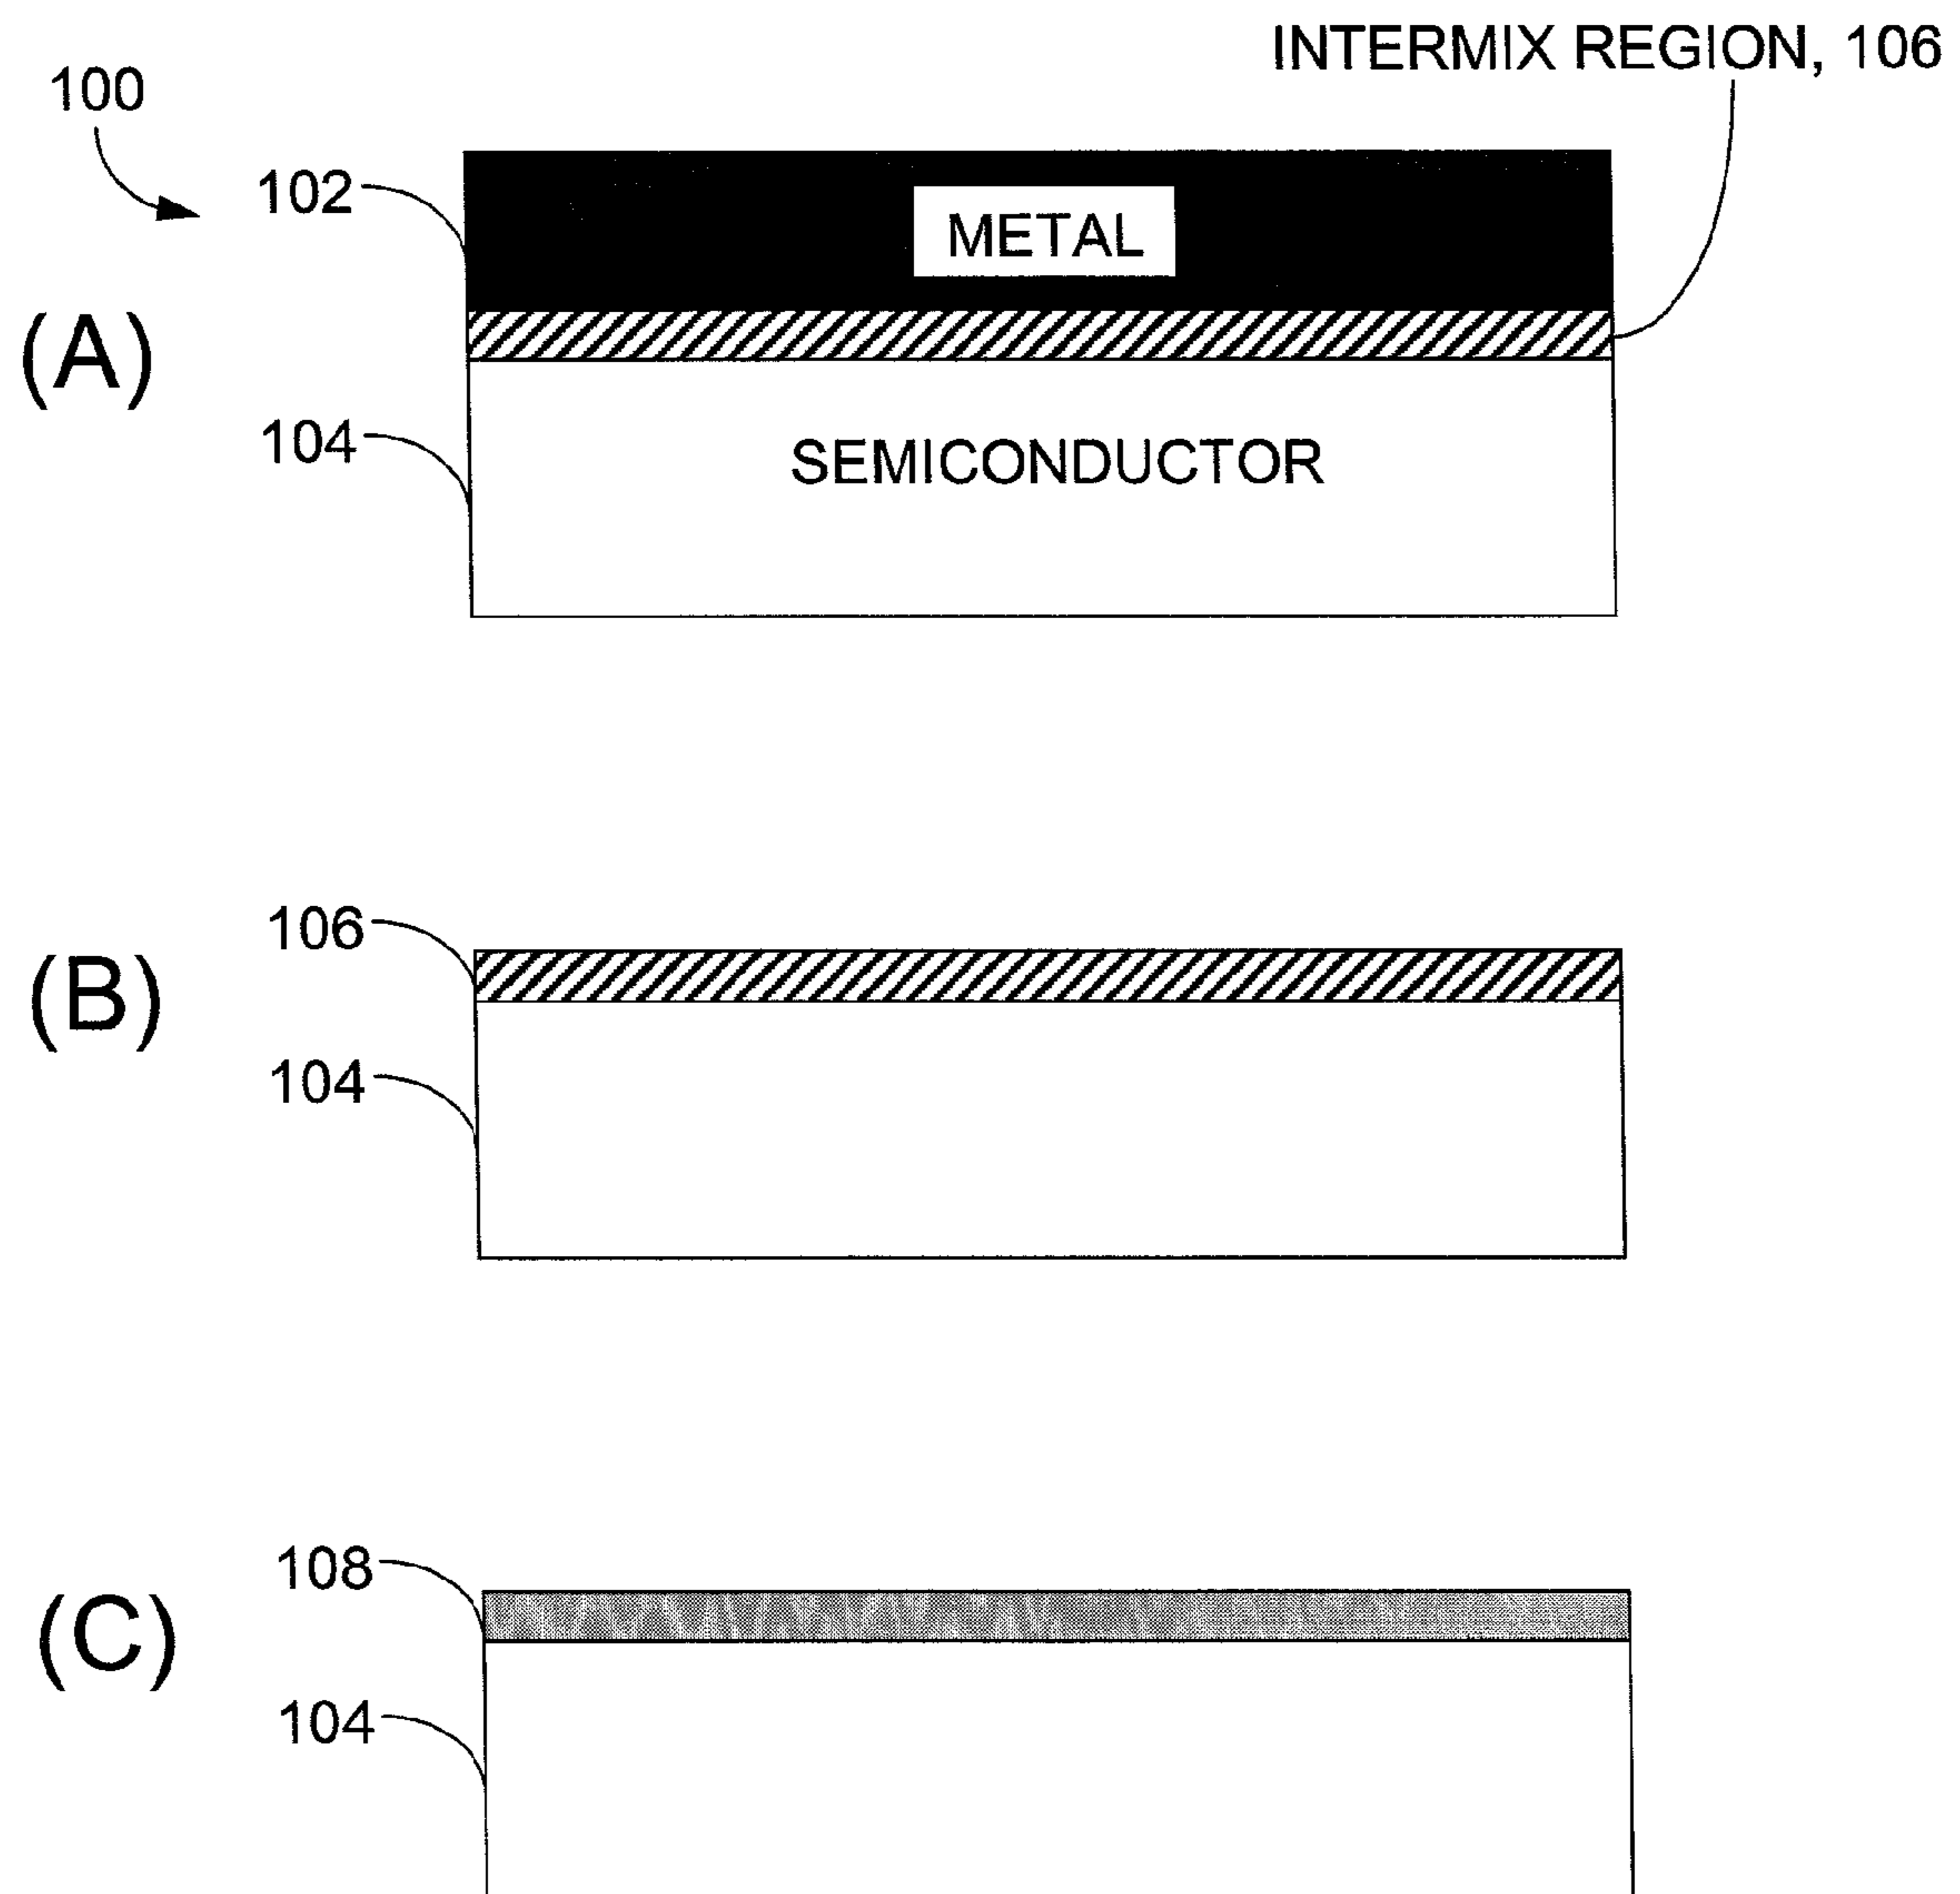 INTERMIX REGION, 106
100
102
METAL
(A)
104
SEMICONDUCTOR
106
(B)
104
108
(C)
104